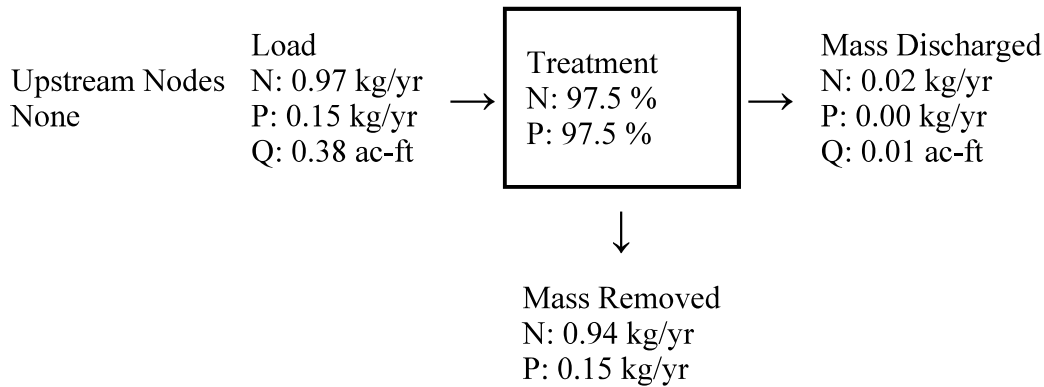 Upstream Nodes
None
Load
N: 0.97 kg/yr
P: 0.15 kg/yr
Q: 0.38 ac-ft
Treatment
N: 97.5 %
P: 97.5 %
Mass Discharged
N: 0.02 kg/yr
P: 0.00 kg/yr
Q: 0.01 ac-ft
Mass Removed
N: 0.94 kg/yr
P: 0.15 kg/yr